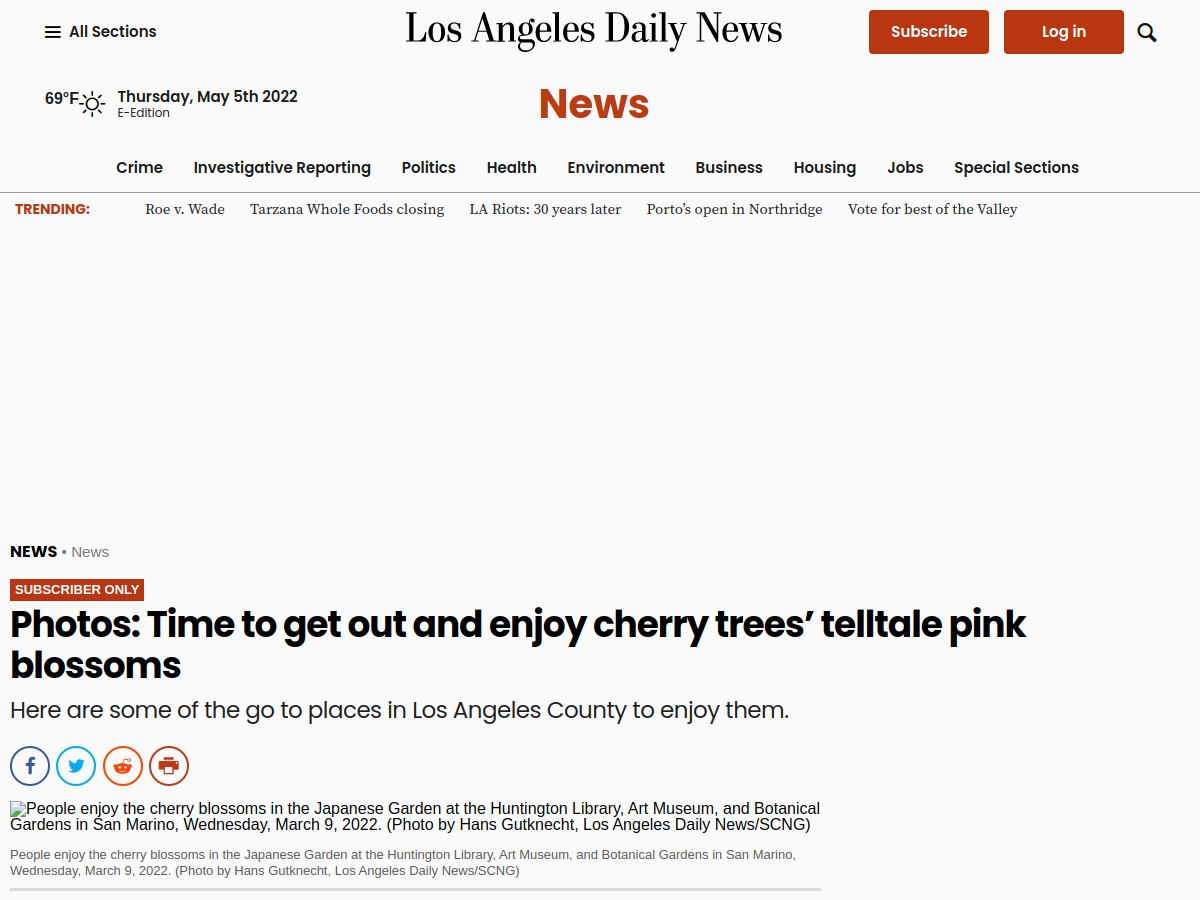 All Sections
Los Angeles Daily News
Subscribe
Log in
69°F
Thursday, May 5th 2022
E-Edition
News
Crime Investigative Reporting Politics Health Environment Business Housing Jobs Special Sections
TRENDING: Roe v. Wade Tarzana Whole Foods closing LA Riots: 30 years later Porto’s open in Northridge Vote for best of the Valley
NEWS • News
SUBSCRIBER ONLY
Photos: Time to get out and enjoy cherry trees’ telltale pink
blossoms
Here are some of the go to places in Los Angeles County to enjoy them.
People enjoy the cherry blossoms in the Japanese Garden at the Huntington Library, Art Museum, and Botanical
Gardens in San Marino, Wednesday, March 9, 2022. (Photo by Hans Gutknecht, Los Angeles Daily News/SCNG)
People enjoy the cherry blossoms in the Japanese Garden at the Huntington Library, Art Museum, and Botanical Gardens in San Marino,
Wednesday, March 9, 2022. (Photo by Hans Gutknecht, Los Angeles Daily News/SCNG)